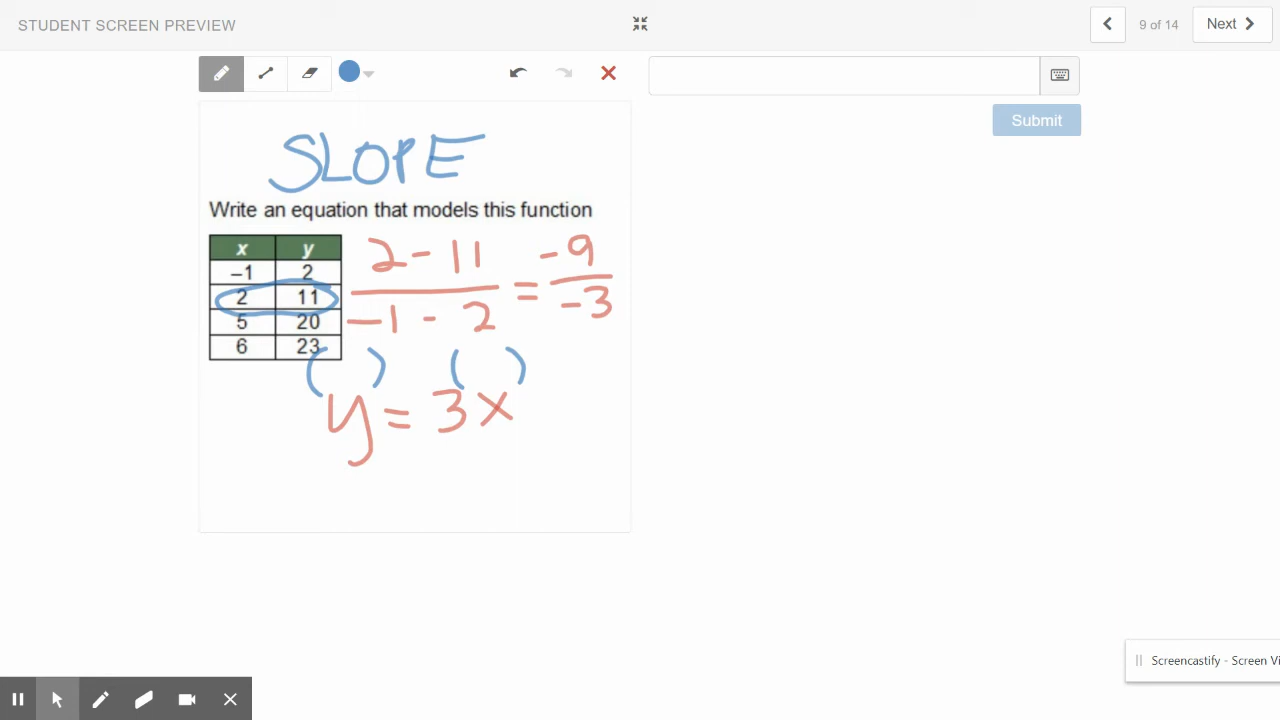 STUDENT SCREEN PREVIEW
9 of 14
Next
Submit
SLOPE
Write an equation that models this function
x y
–1 2
2 11
5 20
6 23
2 - 11 = -9
-1 - 2 -3
( ) ( )
y = 3x
Screencastify - Screen Vi